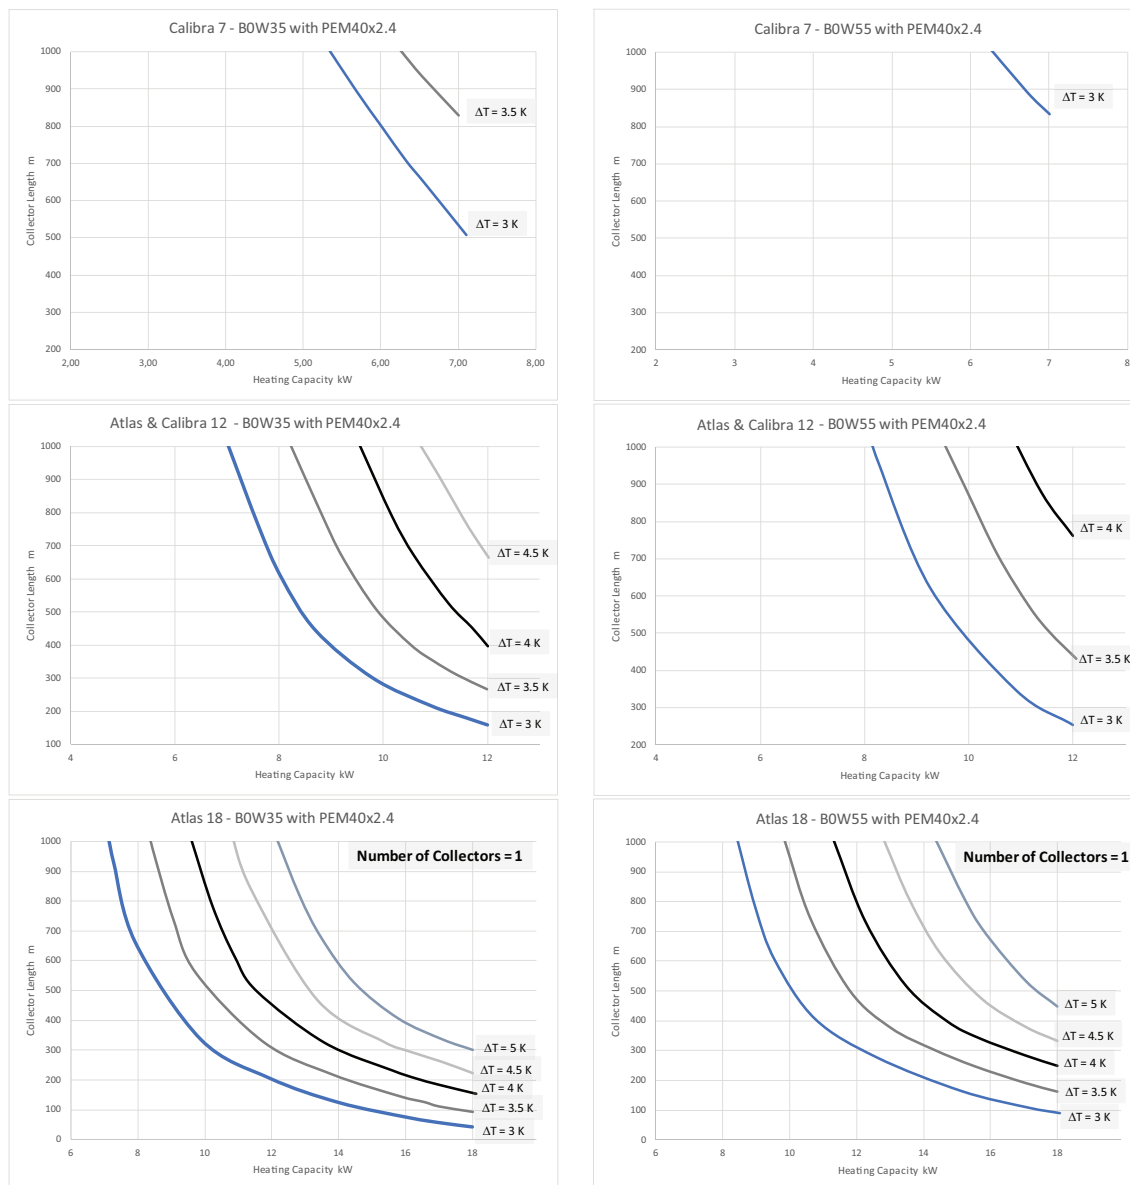 Calibra 7 - B0W35 with PEM40x2.4
1000
900
800
700
600
500
400
300
200
2,00 3,00 4,00 5,00 6,00 7,00 8,00
Collector Length m
Heating Capacity kW
ΔT = 3.5 K
ΔT = 3 K
Calibra 7 - B0W55 with PEM40x2.4
1000
900
800
700
600
500
400
300
200
2 3 4 5 6 7 8
Collector Length m
Heating Capacity kW
ΔT = 3 K
Atlas & Calibra 12 - B0W35 with PEM40x2.4
1000
900
800
700
600
500
400
300
200
100
4 6 8 10 12
Collector Length m
Heating Capacity kW
ΔT = 4.5 K
ΔT = 4 K
ΔT = 3.5 K
ΔT = 3 K
Atlas & Calibra 12 - B0W55 with PEM40x2.4
1000
900
800
700
600
500
400
300
200
4 6 8 10 12
Collector Length m
Heating Capacity kW
ΔT = 4 K
ΔT = 3.5 K
ΔT = 3 K
Atlas 18 - B0W35 with PEM40x2.4
Number of Collectors = 1
1000
900
800
700
600
500
400
300
200
100
0
6 8 10 12 14 16 18
Collector Length m
Heating Capacity kW
ΔT = 5 K
ΔT = 4.5 K
ΔT = 4 K
ΔT = 3.5 K
ΔT = 3 K
Atlas 18 - B0W55 with PEM40x2.4
Number of Collectors = 1
1000
900
800
700
600
500
400
300
200
100
0
6 8 10 12 14 16 18
Collector Length m
Heating Capacity kW
ΔT = 5 K
ΔT = 4.5 K
ΔT = 4 K
ΔT = 3.5 K
ΔT = 3 K